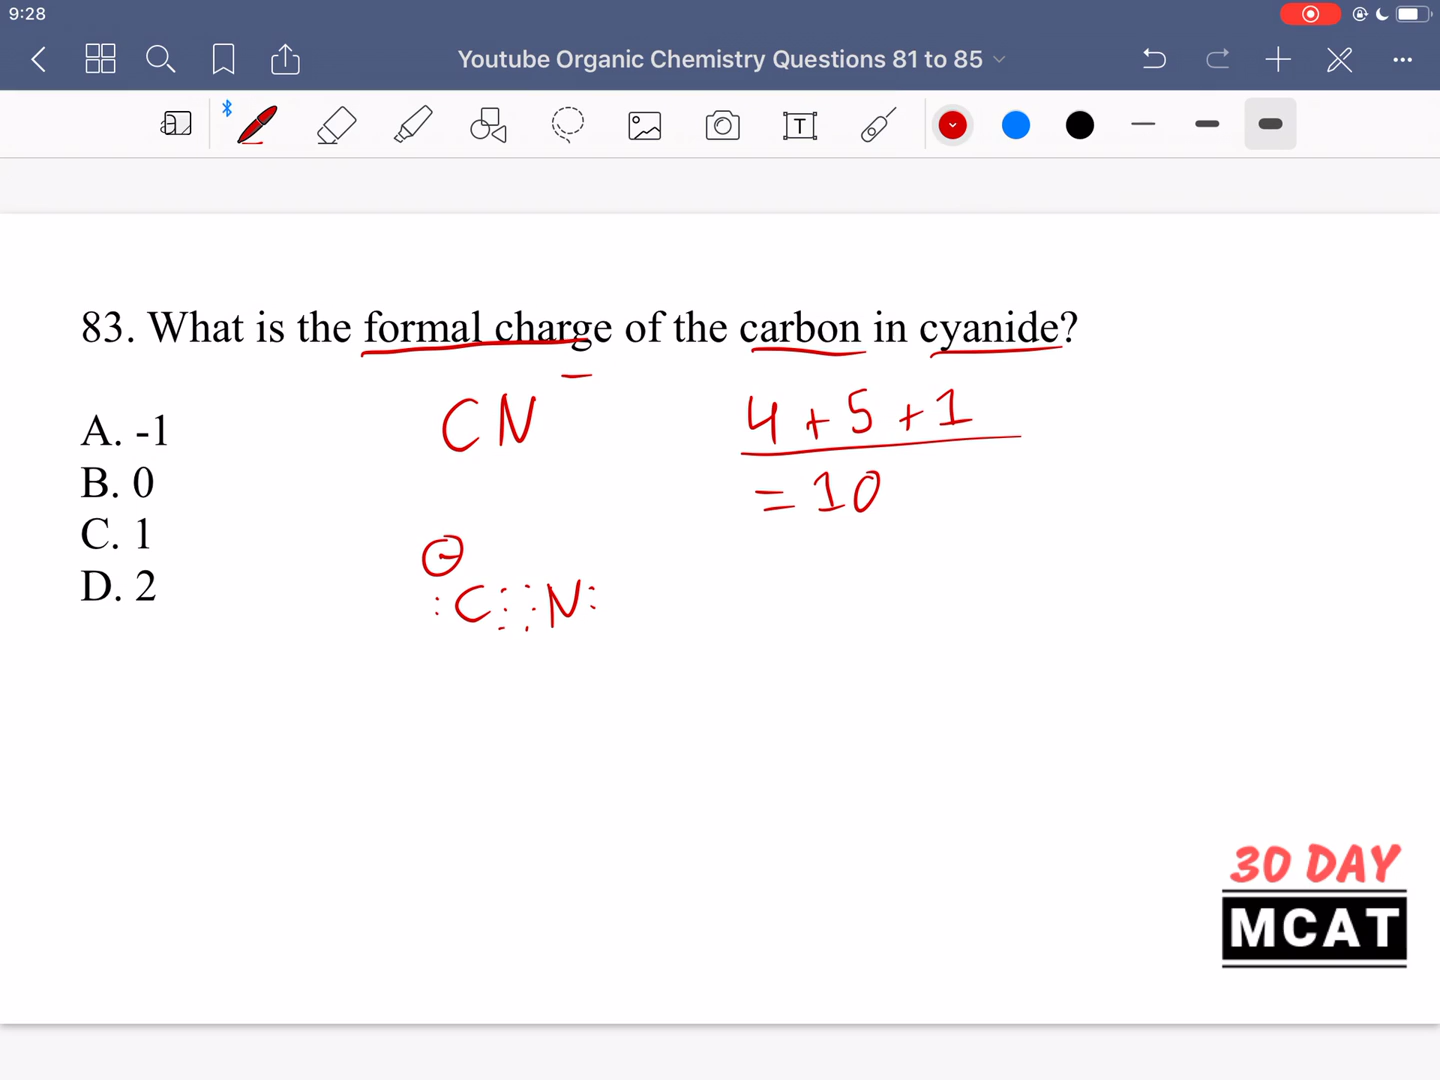 9:28
Youtube Organic Chemistry Questions 81 to 85
T
83. What is the formal charge of the carbon in cyanide?
A. -1
B. 0
C. 1
D. 2
CN⁻
4 + 5 + 1
= 10
⊖
:C:::N:
30 DAY
MCAT